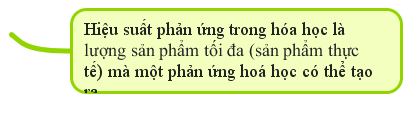 Hiệu suất phản ứng trong hóa học là
lượng sản phẩm tối đa (sản phẩm thực
tế) mà một phản ứng hoá học có thể tạo
ra